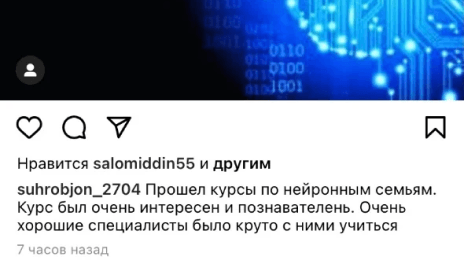 0110
0100
1001
Нравится salomiddin55 и другим
suhrobjon_2704 Прошел курсы по нейронным семьям.
Курс был очень интересен и познавателень. Очень
хорошие специалисты было круто с ними учиться
7 часов назад